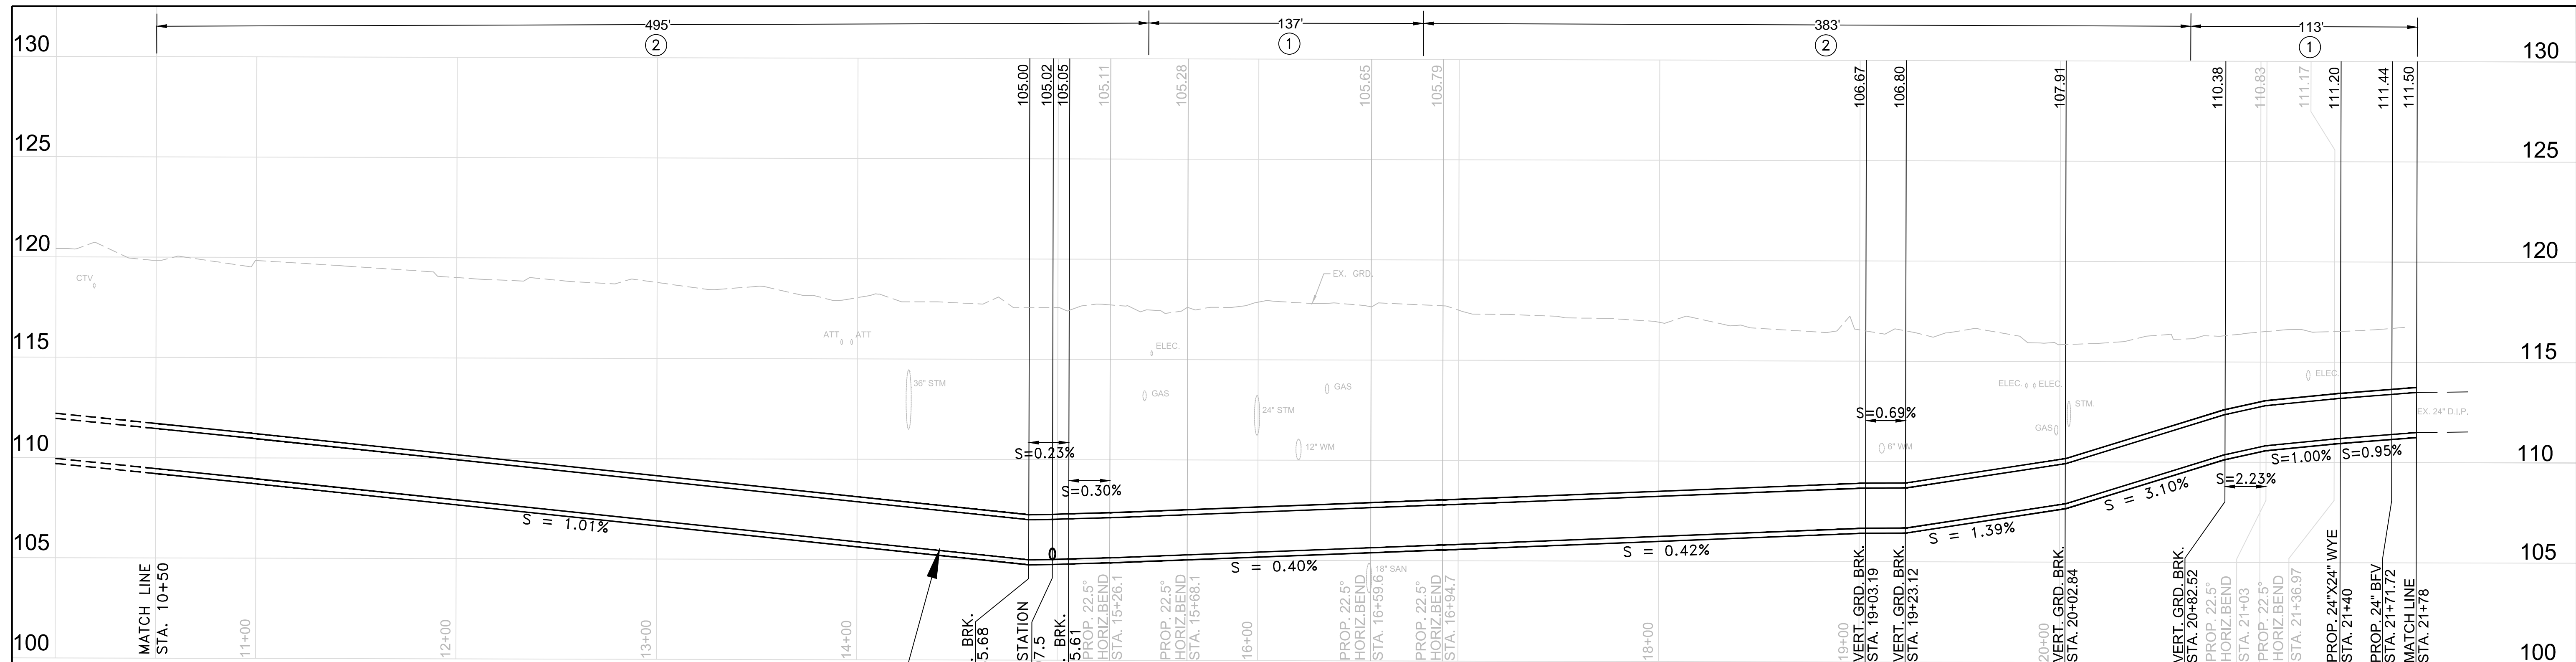 495'
137'
383'
113'
②
①
②
①
130
130
105.00
105.02
105.05
105.11
105.28
105.65
105.79
106.67
106.80
107.91
110.38
110.83
111.17
111.20
111.44
111.50
125
125
120
120
CTV
EX. GRD.
ATT
ATT
ELEC.
115
115
36" STM
GAS
GAS
ELEC.
ELEC.
ELEC.
24" STM
STM.
S=0.69%
EX. 24" D.I.P.
GAS
12" WM
6" WM
110
110
S=0.23%
S=0.30%
S=1.00%
S=0.95%
S=2.23%
S = 3.10%
S = 1.01%
S = 1.39%
S = 0.42%
S = 0.40%
105
105
18" SAN
MATCH LINE
STA. 10+50
11+00
12+00
13+00
14+00
. BRK.
5.68
STATION
7.5
. BRK.
5.61
PROP. 22.5°
HORIZ.BEND
STA. 15+26.1
PROP. 22.5°
HORIZ.BEND
STA. 15+68.1
16+00
PROP. 22.5°
HORIZ.BEND
STA. 16+59.6
PROP. 22.5°
HORIZ.BEND
STA. 16+94.7
18+00
19+00
VERT. GRD. BRK.
STA. 19+03.19
VERT. GRD. BRK.
STA. 19+23.12
20+00
VERT. GRD. BRK.
STA. 20+02.84
VERT. GRD. BRK.
STA. 20+82.52
PROP. 22.5°
HORIZ.BEND
STA. 21+03
PROP. 22.5°
HORIZ.BEND
STA. 21+36.97
PROP. 24"X24" WYE
STA. 21+40
PROP. 24" BFV
STA. 21+71.72
MATCH LINE
STA. 21+78
100
100